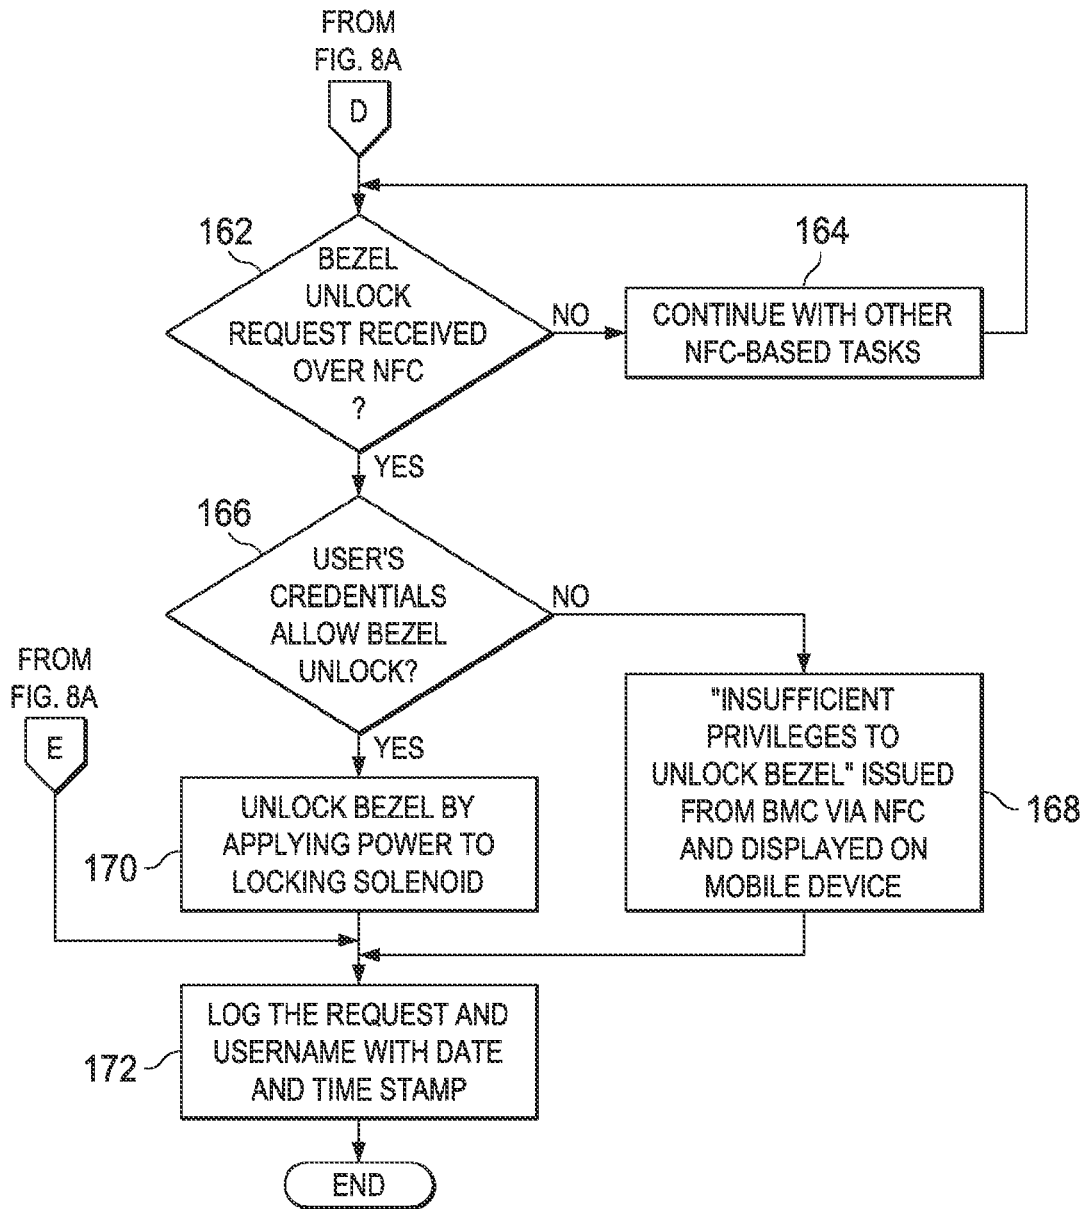 FROM
FIG. 8A
D
162
BEZEL
UNLOCK
REQUEST RECEIVED
OVER NFC
?
NO
164
CONTINUE WITH OTHER
NFC-BASED TASKS
YES
166
USER'S
CREDENTIALS
ALLOW BEZEL
UNLOCK?
NO
FROM
FIG. 8A
E
YES
"INSUFFICIENT
PRIVILEGES TO
UNLOCK BEZEL" ISSUED
FROM BMC VIA NFC
AND DISPLAYED ON
MOBILE DEVICE
168
UNLOCK BEZEL BY
APPLYING POWER TO
LOCKING SOLENOID
170
LOG THE REQUEST AND
USERNAME WITH DATE
AND TIME STAMP
172
END